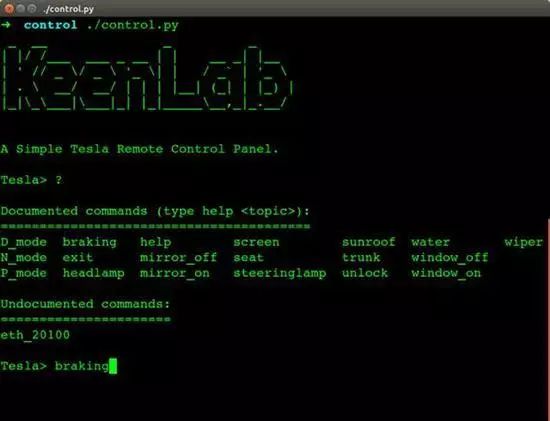 ./control.py
→ control ./control.py
KeenLab
A Simple Tesla Remote Control Panel.
Tesla> ?
Documented commands (type help <topic>):
========================================
D_mode braking help screen sunroof water wiper
N_mode exit mirror_off seat trunk window_off
P_mode headlamp mirror_on steeringlamp unlock window_on
Undocumented commands:
======================
eth_20100
Tesla> braking